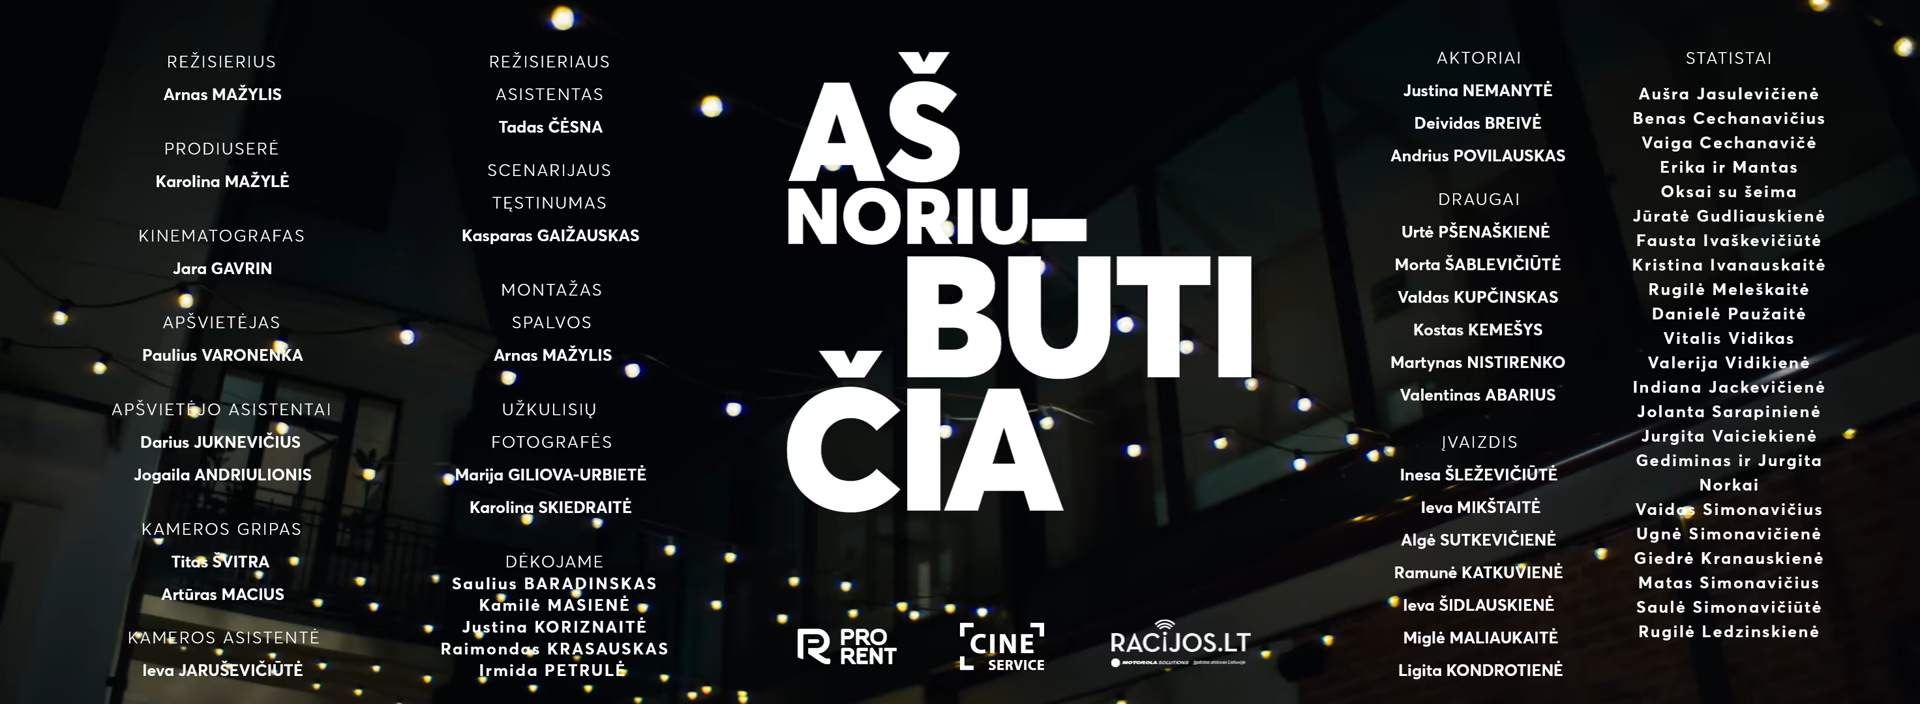 REŽISIERIUS
Arnas MAŽYLIS
PRODIUSERĖ
Karolina MAŽYLĖ
KINEMATOGRAFAS
Jara GAVRIN
APŠVIETĖJAS
Paulius VARONENKA
APŠVIETĖJO ASISTENTAI
Darius JUKNEVIČIUS
Jogaila ANDRIULIONIS
KAMEROS GRIPAS
Titas ŠVITRA
Artūras MACIUS
KAMEROS ASISTENTĖ
Ieva JARUŠEVIČIŪTĖ
REŽISIERIAUS
ASISTENTAS
Tadas ČĖSNA
SCENARIJAUS
TĘSTINUMAS
Kasparas GAIŽAUSKAS
MONTAŽAS
SPALVOS
Arnas MAŽYLIS
UŽKULISIŲ
FOTOGRAFĖS
Marija GILIOVA-URBIETĖ
Karolina SKIEDRAITĖ
DĖKOJAME
Saulius BARADINSKAS
Kamilė MASIENĖ
Justina KORIZNAITĖ
Raimondas KRASAUSKAS
Irmida PETRULĖ
AŠ
NORIU
BŪTI
ČIA
PRO
RENT
CINE
SERVICE
RACIJOS.LT
MOTOROLA SOLUTIONS įgaliotas atstovas Lietuvoje
AKTORIAI
Justina NEMANYTĖ
Deividas BREIVĖ
Andrius POVILAUSKAS
DRAUGAI
Urtė PŠENAŠKIENĖ
Morta ŠABLEVIČIŪTĖ
Valdas KUPČINSKAS
Kostas KEMEŠYS
Martynas NISTIRENKO
Valentinas ABARIUS
ĮVAIZDIS
Inesa ŠLEŽEVIČIŪTĖ
Ieva MIKŠTAITĖ
Algė SUTKEVIČIENĖ
Ramunė KATKUVIENĖ
Ieva ŠIDLAUSKIENĖ
Miglė MALIAUKAITĖ
Ligita KONDROTIENĖ
STATISTAI
Aušra Jasulevičienė
Benas Cechanavičius
Vaiga Cechanavičė
Erika ir Mantas
Oksai su šeima
Jūratė Gudliauskienė
Fausta Ivaškevičiūtė
Kristina Ivanauskaitė
Rugilė Meleškaitė
Danielė Paužaitė
Vitalis Vidikas
Valerija Vidikienė
Indiana Jackevičienė
Jolanta Sarapinienė
Jurgita Vaiciekienė
Gediminas ir Jurgita
Norkai
Vaidas Simonavičius
Ugnė Simonavičienė
Giedrė Kranauskienė
Matas Simonavičius
Saulė Simonavičiūtė
Rugilė Ledzinskienė